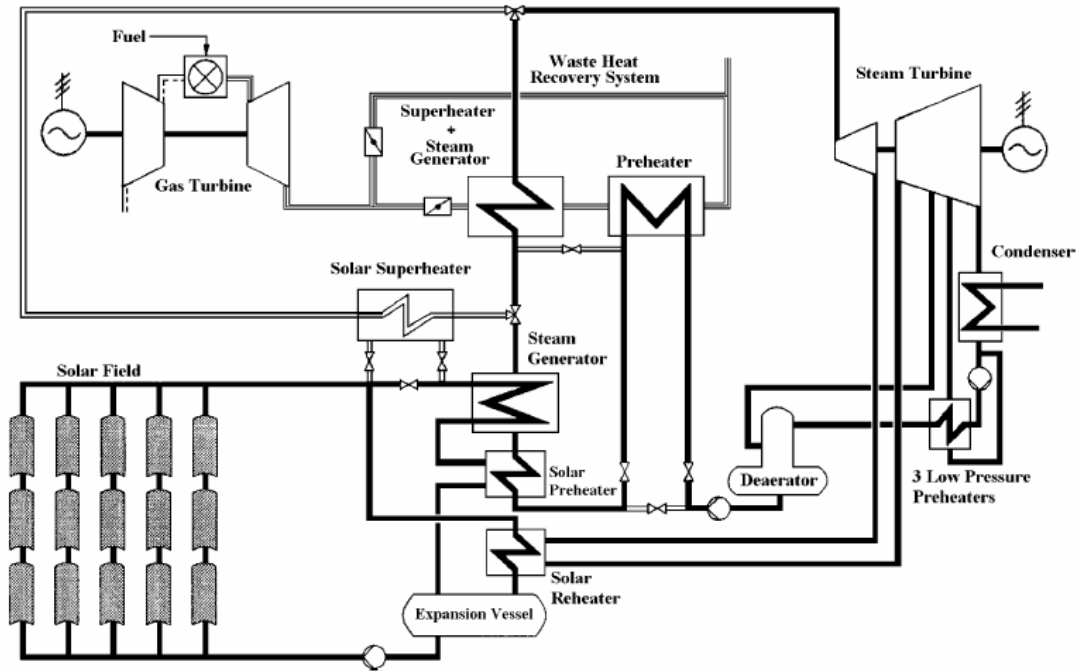 Fuel
Waste Heat
Recovery System
Steam Turbine
Superheater
+
Steam
Generator
Preheater
Gas Turbine
Condenser
Solar Superheater
Steam
Generator
Solar Field
Solar
Preheater
Deaerator
3 Low Pressure
Preheaters
Solar
Reheater
Expansion Vessel